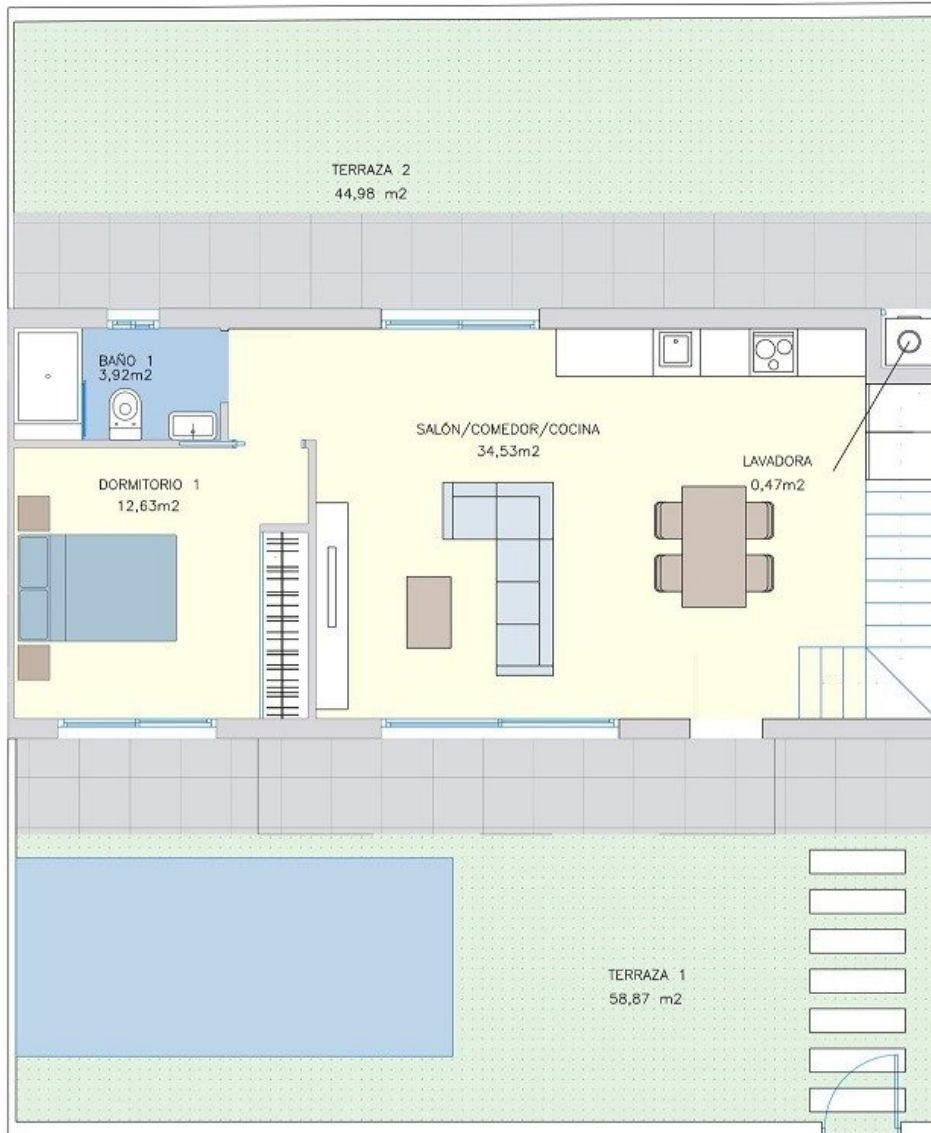 TERRAZA 2
44,98 m2
BAÑO 1
3,92m2
SALÓN/COMEDOR/COCINA
34,53m2
LAVADORA
0,47m2
DORMITORIO 1
12,63m2
TERRAZA 1
58,87 m2